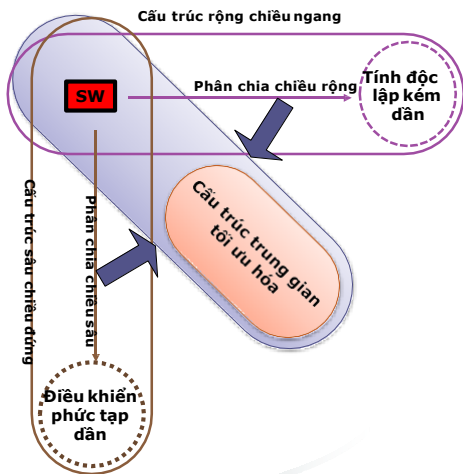 Cấu trúc rộng chiều ngang
Phân chia chiều rộng
Tính độc
lập kém
dần
SW
Cấu trúc sâu chiều đứng
Phân chia chiều sâu
Cấu trúc trung gian
tối ưu hóa
Điều khiển
phức tạp
dần